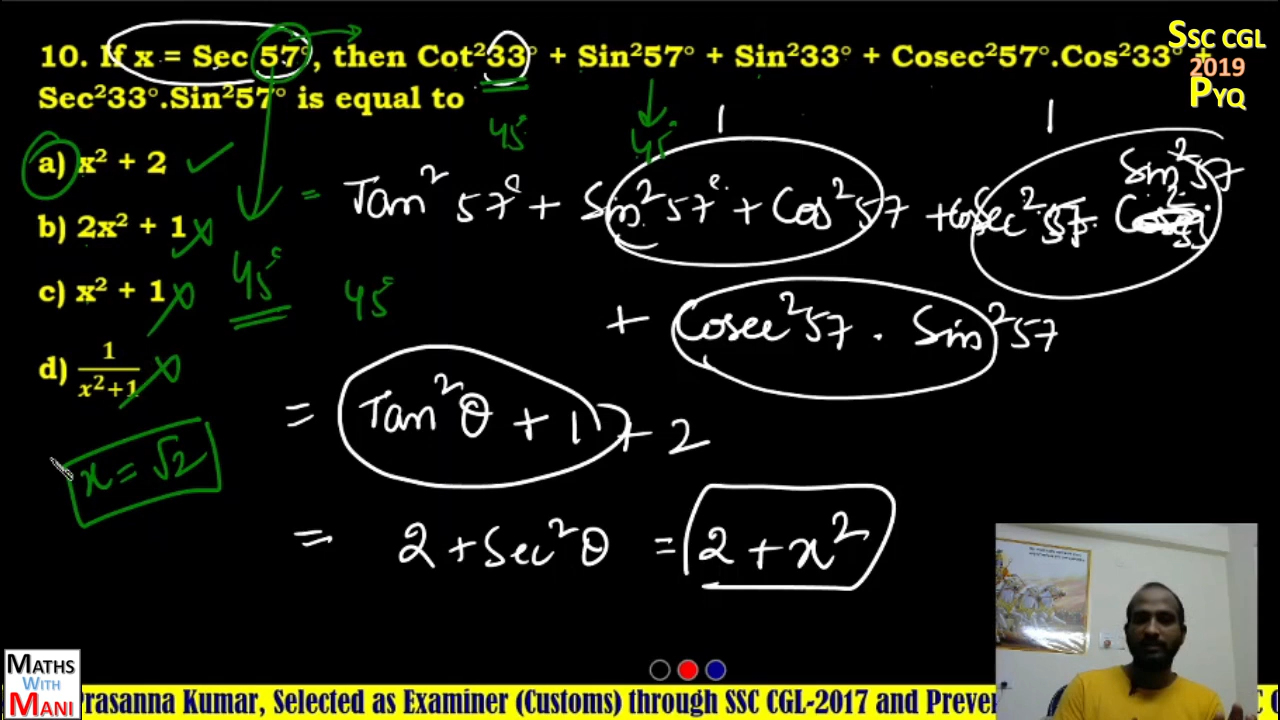 10. If x = Sec 57°, then Cot²33° + Sin²57° + Sin²33° + Cosec²57°.Cos²33° +
Sec²33°.Sin²57° is equal to
SSC CGL
2019
PYQ
a) x² + 2 ✓
b) 2x² + 1
c) x² + 1
d) 1/(x²+1)
45°
45°
1
1
= Tan² 57° + Sin² 57° + Cos² 57 + Cosec² 57. Sin² 57
+ Cosec² 57 . Sin² 57
45°
45°
= Tan² θ + 1 + 2
x = √2
= 2 + Sec² θ = 2 + x²
MATHS
WITH
MANI
rasanna Kumar, Selected as Examiner (Customs) through SSC CGL-2017 and Preven